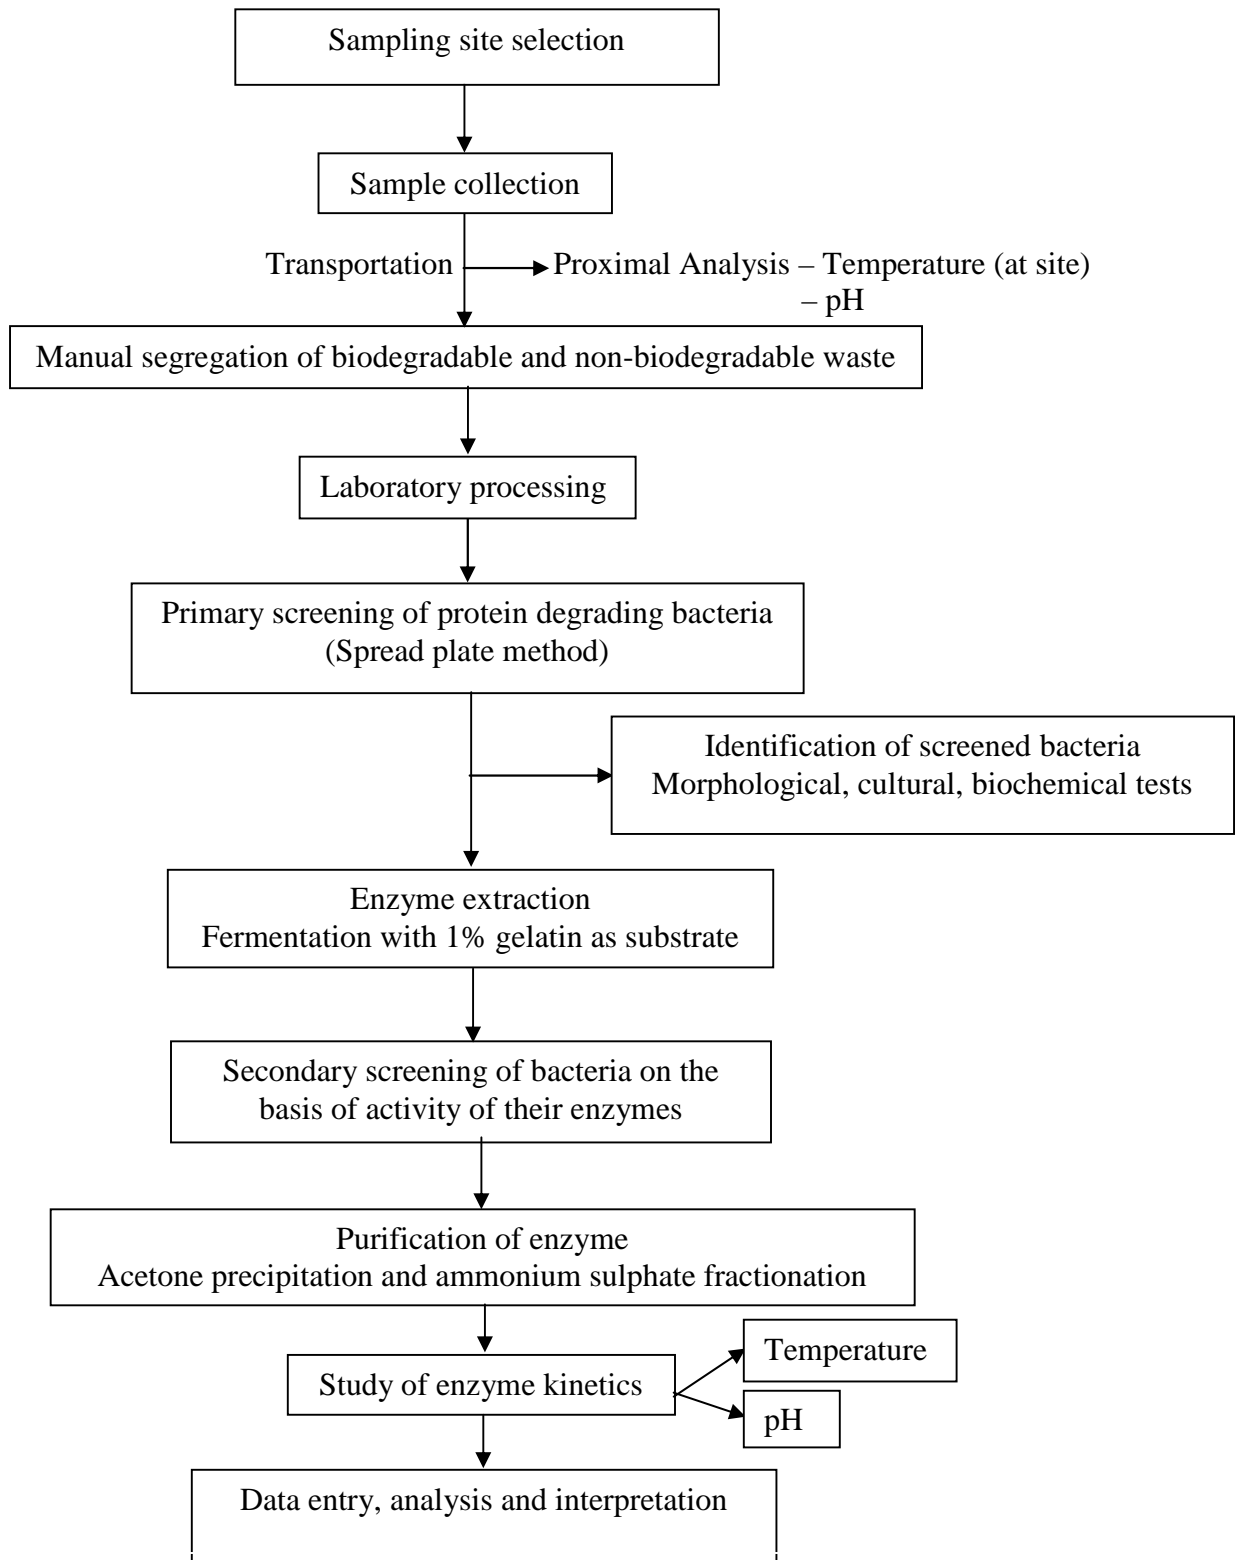 Sampling site selection
Sample collection
Transportation
Proximal Analysis – Temperature (at site)
– pH
Manual segregation of biodegradable and non-biodegradable waste
Laboratory processing
Primary screening of protein degrading bacteria
(Spread plate method)
Identification of screened bacteria
Morphological, cultural, biochemical tests
Enzyme extraction
Fermentation with 1% gelatin as substrate
Secondary screening of bacteria on the
basis of activity of their enzymes
Purification of enzyme
Acetone precipitation and ammonium sulphate fractionation
Temperature
Study of enzyme kinetics
pH
Data entry, analysis and interpretation